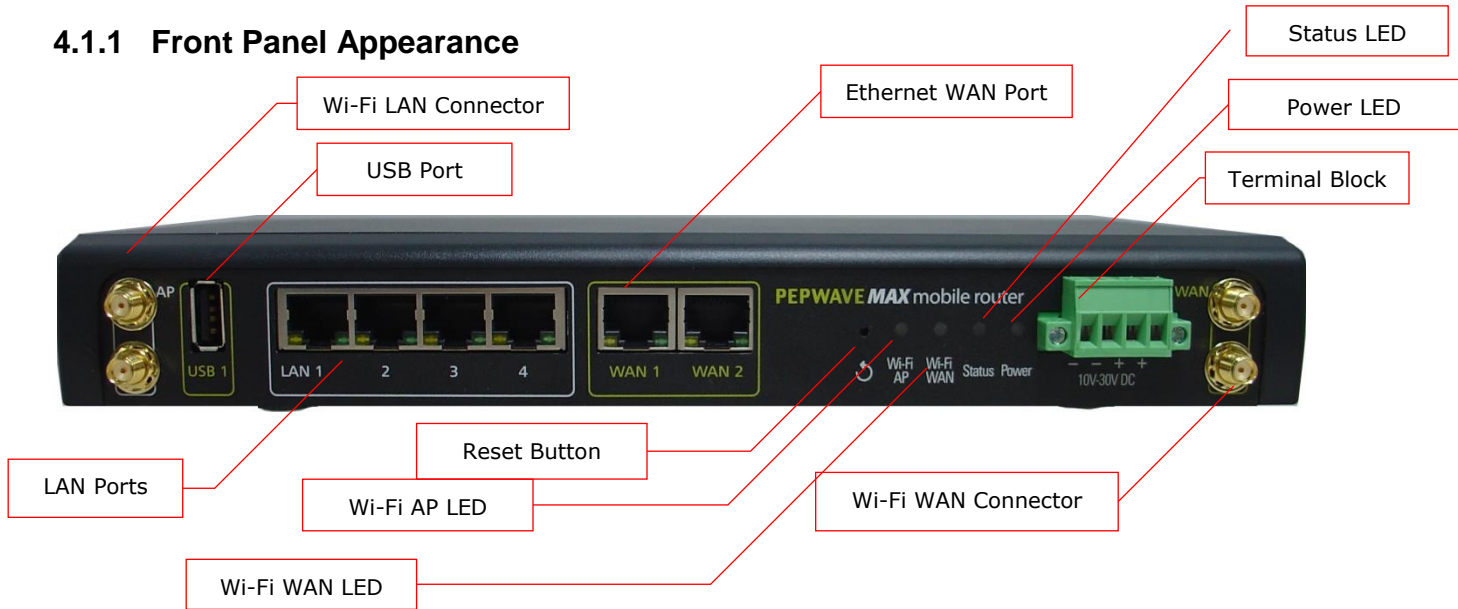 4.1.1 Front Panel Appearance
Status LED
Wi-Fi LAN Connector
Ethernet WAN Port
Power LED
USB Port
Terminal Block
AP
USB 1
LAN 1 2 3 4
WAN 1 WAN 2
PEPWAVE MAX mobile router
Wi-Fi AP
Wi-Fi WAN
Status
Power
WAN
− − + +
10V-30V DC
Reset Button
LAN Ports
Wi-Fi AP LED
Wi-Fi WAN Connector
Wi-Fi WAN LED